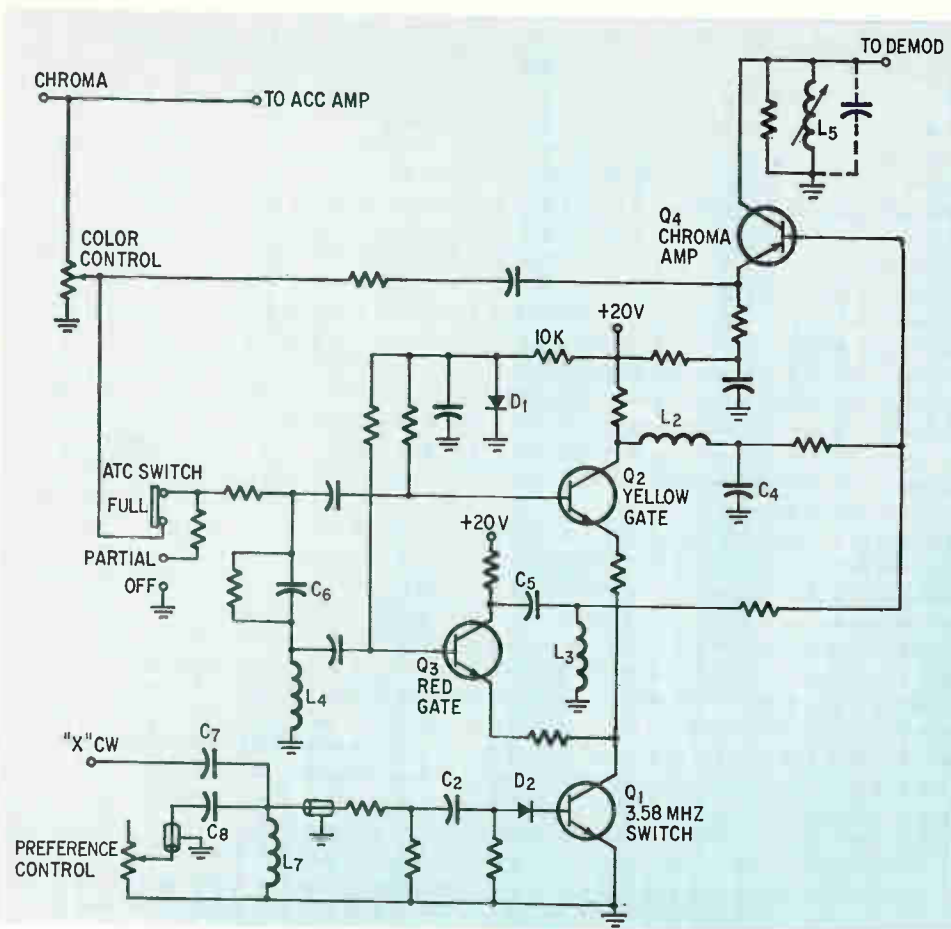 CHROMA
TO ACC AMP
TO DEMOD
L5
Q4
CHROMA
AMP
COLOR
CONTROL
+20V
10K
D1
L2
ATC SWITCH
FULL
Q2
YELLOW
GATE
C4
+20V
PARTIAL
OFF
C6
C5
Q3
RED
GATE
L3
L4
"X" CW
C7
C2
D2
Q1
3.58 MHZ
SWITCH
C8
PREFERENCE
CONTROL
L7